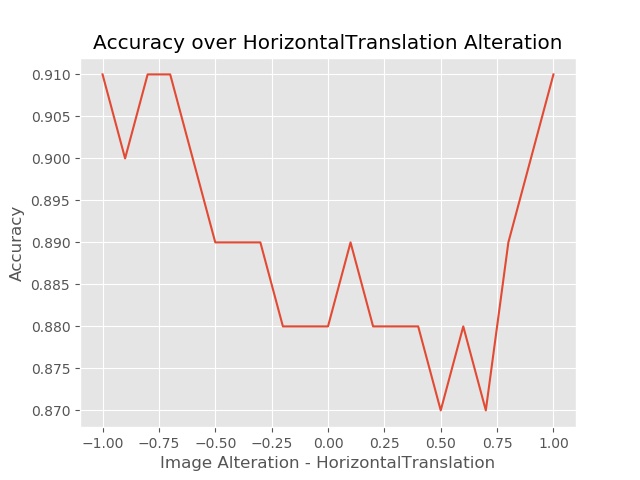 Accuracy over HorizontalTranslation Alteration
0.910
0.905
0.900
0.895
0.890
0.885
0.880
0.875
0.870
Accuracy
−1.00 −0.75 −0.50 −0.25 0.00 0.25 0.50 0.75 1.00
Image Alteration - HorizontalTranslation